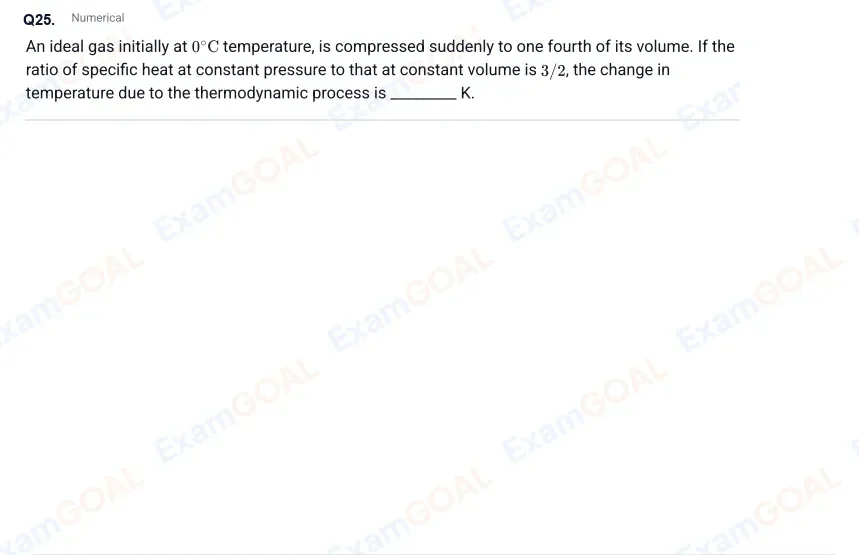 Q25. Numerical
An ideal gas initially at 0°C temperature, is compressed suddenly to one fourth of its volume. If the
ratio of specific heat at constant pressure to that at constant volume is 3/2, the change in
temperature due to the thermodynamic process is ________ K.
ExamGOAL ExamGOAL
ExamGOAL ExamGOAL ExamGOAL
ExamGOAL ExamGOAL
ExamGOAL ExamGOAL ExamGOAL